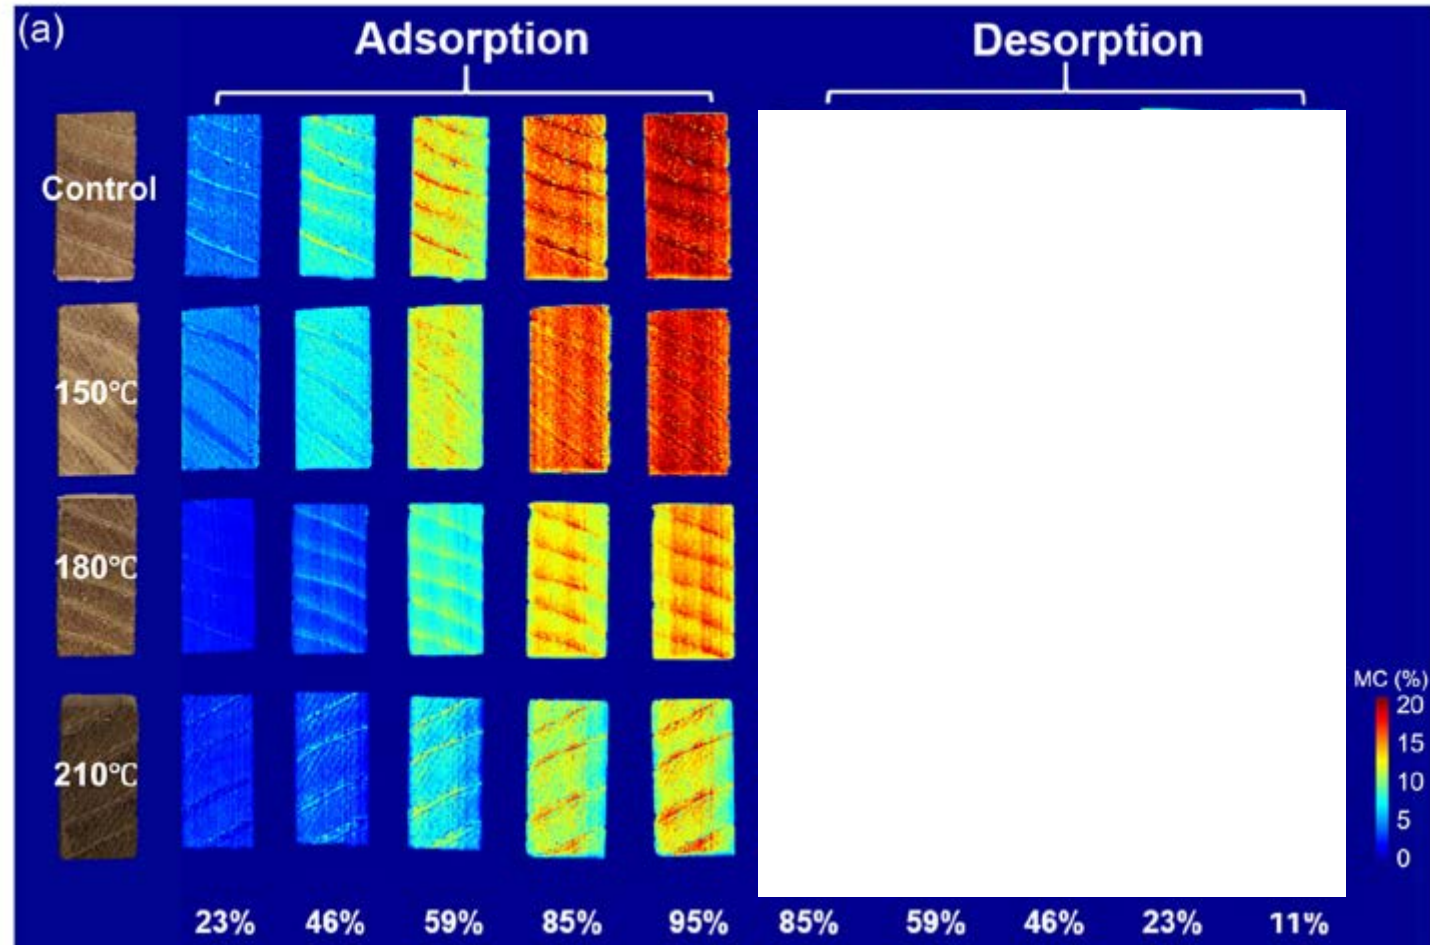 (a)
Adsorption
Desorption
Control
150℃
180℃
210℃
MC (%)
20
15
10
5
0
23% 46% 59% 85% 95% 85% 59% 46% 23% 11%